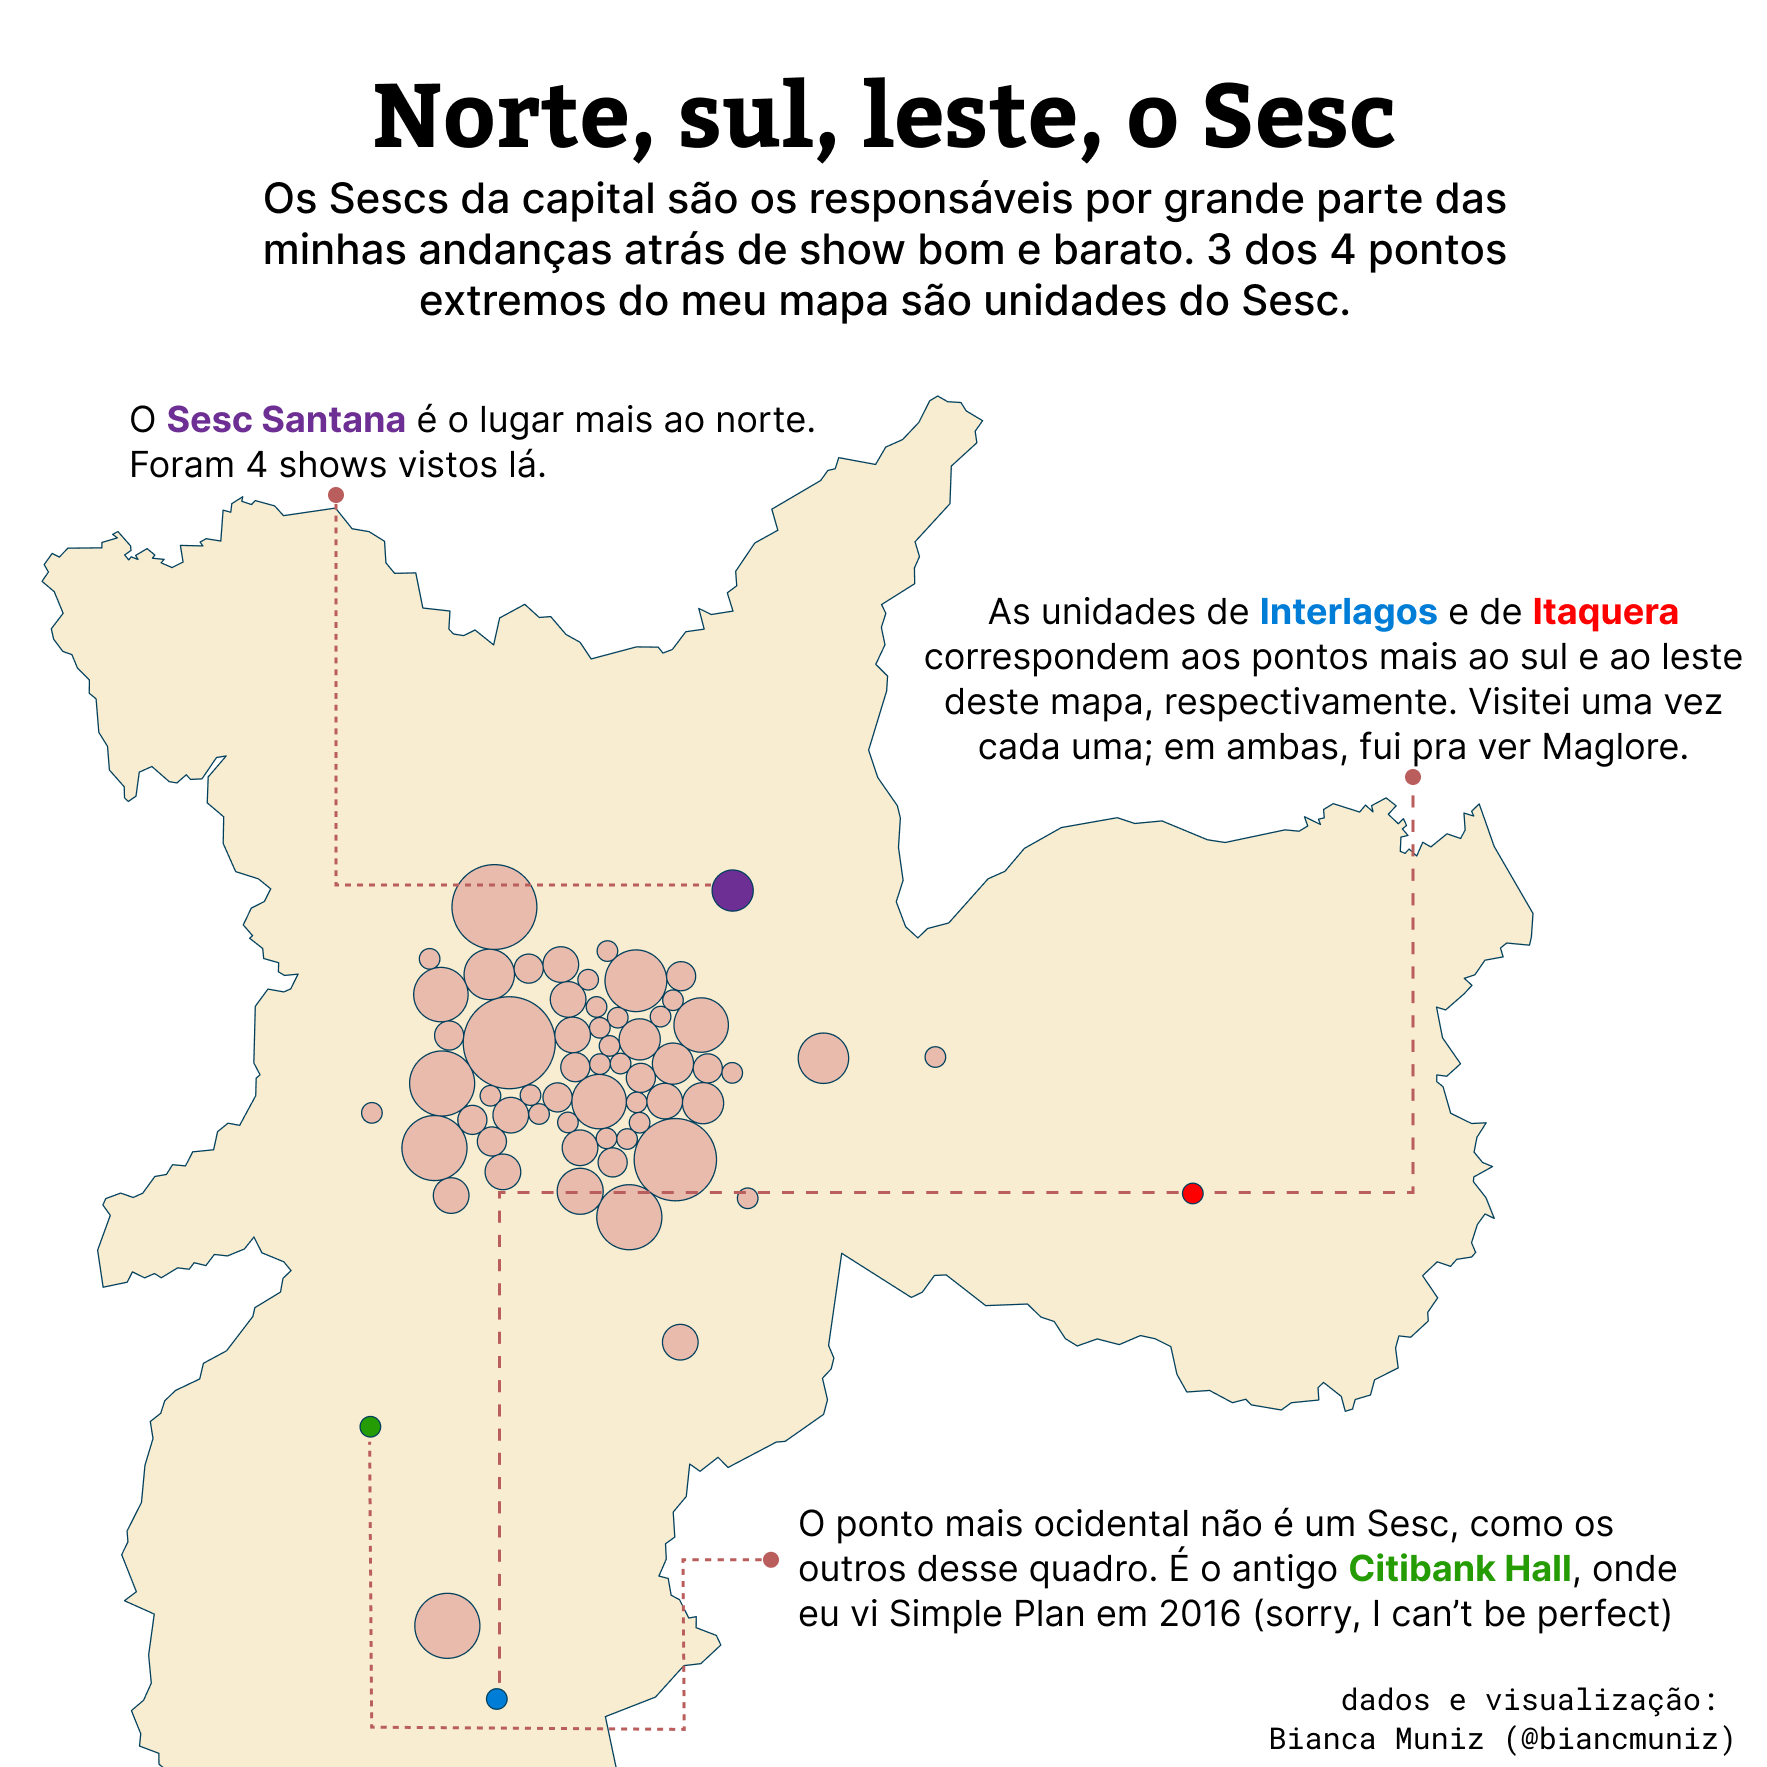 Norte, sul, leste, o Sesc
Os Sescs da capital são os responsáveis por grande parte das
minhas andanças atrás de show bom e barato. 3 dos 4 pontos
extremos do meu mapa são unidades do Sesc.
O Sesc Santana é o lugar mais ao norte.
Foram 4 shows vistos lá.
As unidades de Interlagos e de Itaquera
correspondem aos pontos mais ao sul e ao leste
deste mapa, respectivamente. Visitei uma vez
cada uma; em ambas, fui pra ver Maglore.
O ponto mais ocidental não é um Sesc, como os
outros desse quadro. É o antigo Citibank Hall, onde
eu vi Simple Plan em 2016 (sorry, I can’t be perfect)
dados e visualização:
Bianca Muniz (@biancmuniz)